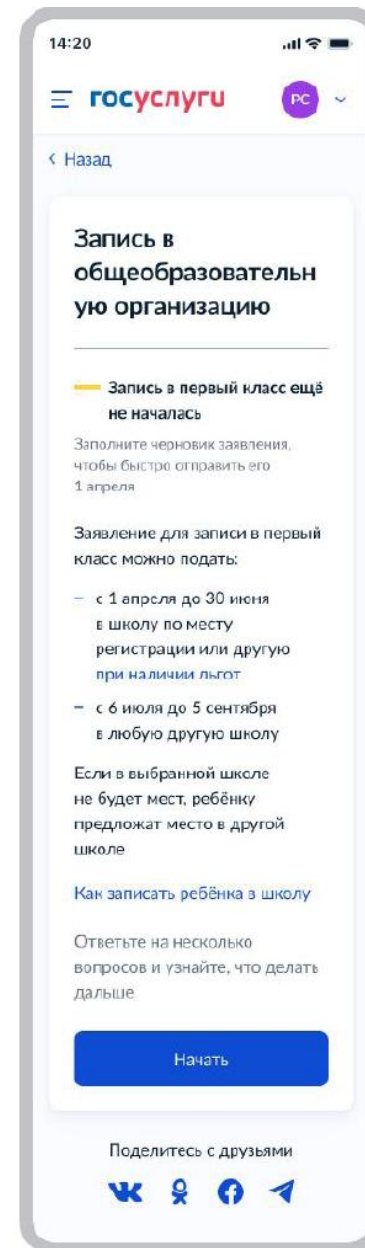 14:20
госуслуги
РС
Назад
Запись в
общеобразовательн
ую организацию
Запись в первый класс ещё
не началась
Заполните черновик заявления,
чтобы быстро отправить его
1 апреля
Заявление для записи в первый
класс можно подать:
– с 1 апреля до 30 июня
в школу по месту
регистрации или другую
при наличии льгот
– с 6 июля до 5 сентября
в любую другую школу
Если в выбранной школе
не будет мест, ребёнку
предложат место в другой
школе
Как записать ребёнка в школу
Ответьте на несколько
вопросов и узнайте, что делать
дальше
Начать
Поделитесь с друзьями